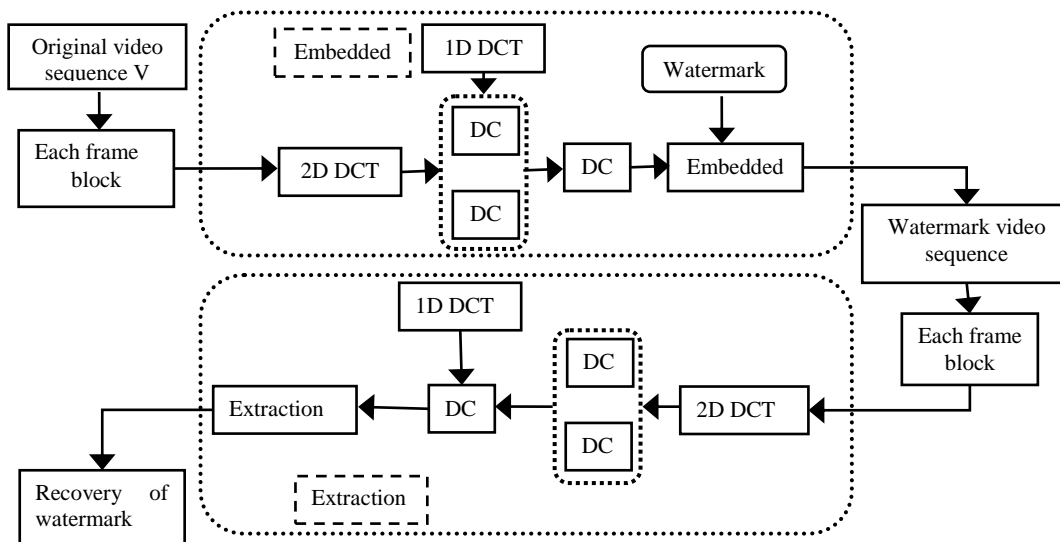 Original video
sequence V
Embedded
1D DCT
Watermark
Each frame
block
2D DCT
DC
DC
DC
Embedded
Watermark video
sequence
Each frame
block
1D DCT
DC
DC
2D DCT
DC
Extraction
Extraction
Recovery of
watermark